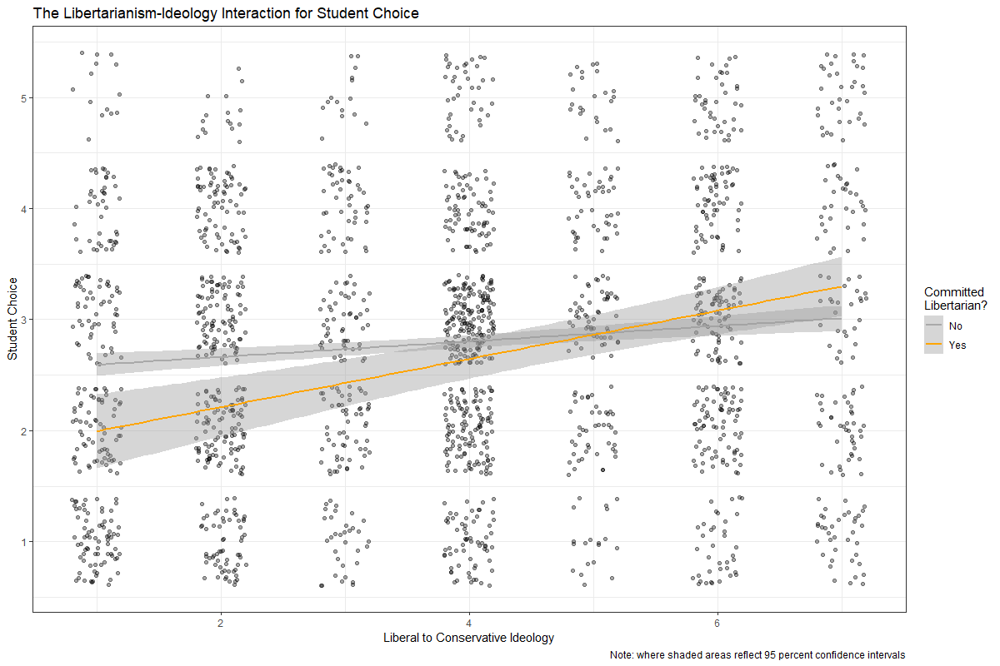 The Libertarianism-Ideology Interaction for Student Choice
Student Choice
5
4
3
2
1
2
4
6
Liberal to Conservative Ideology
Committed
Libertarian?
No
Yes
Note: where shaded areas reflect 95 percent confidence intervals